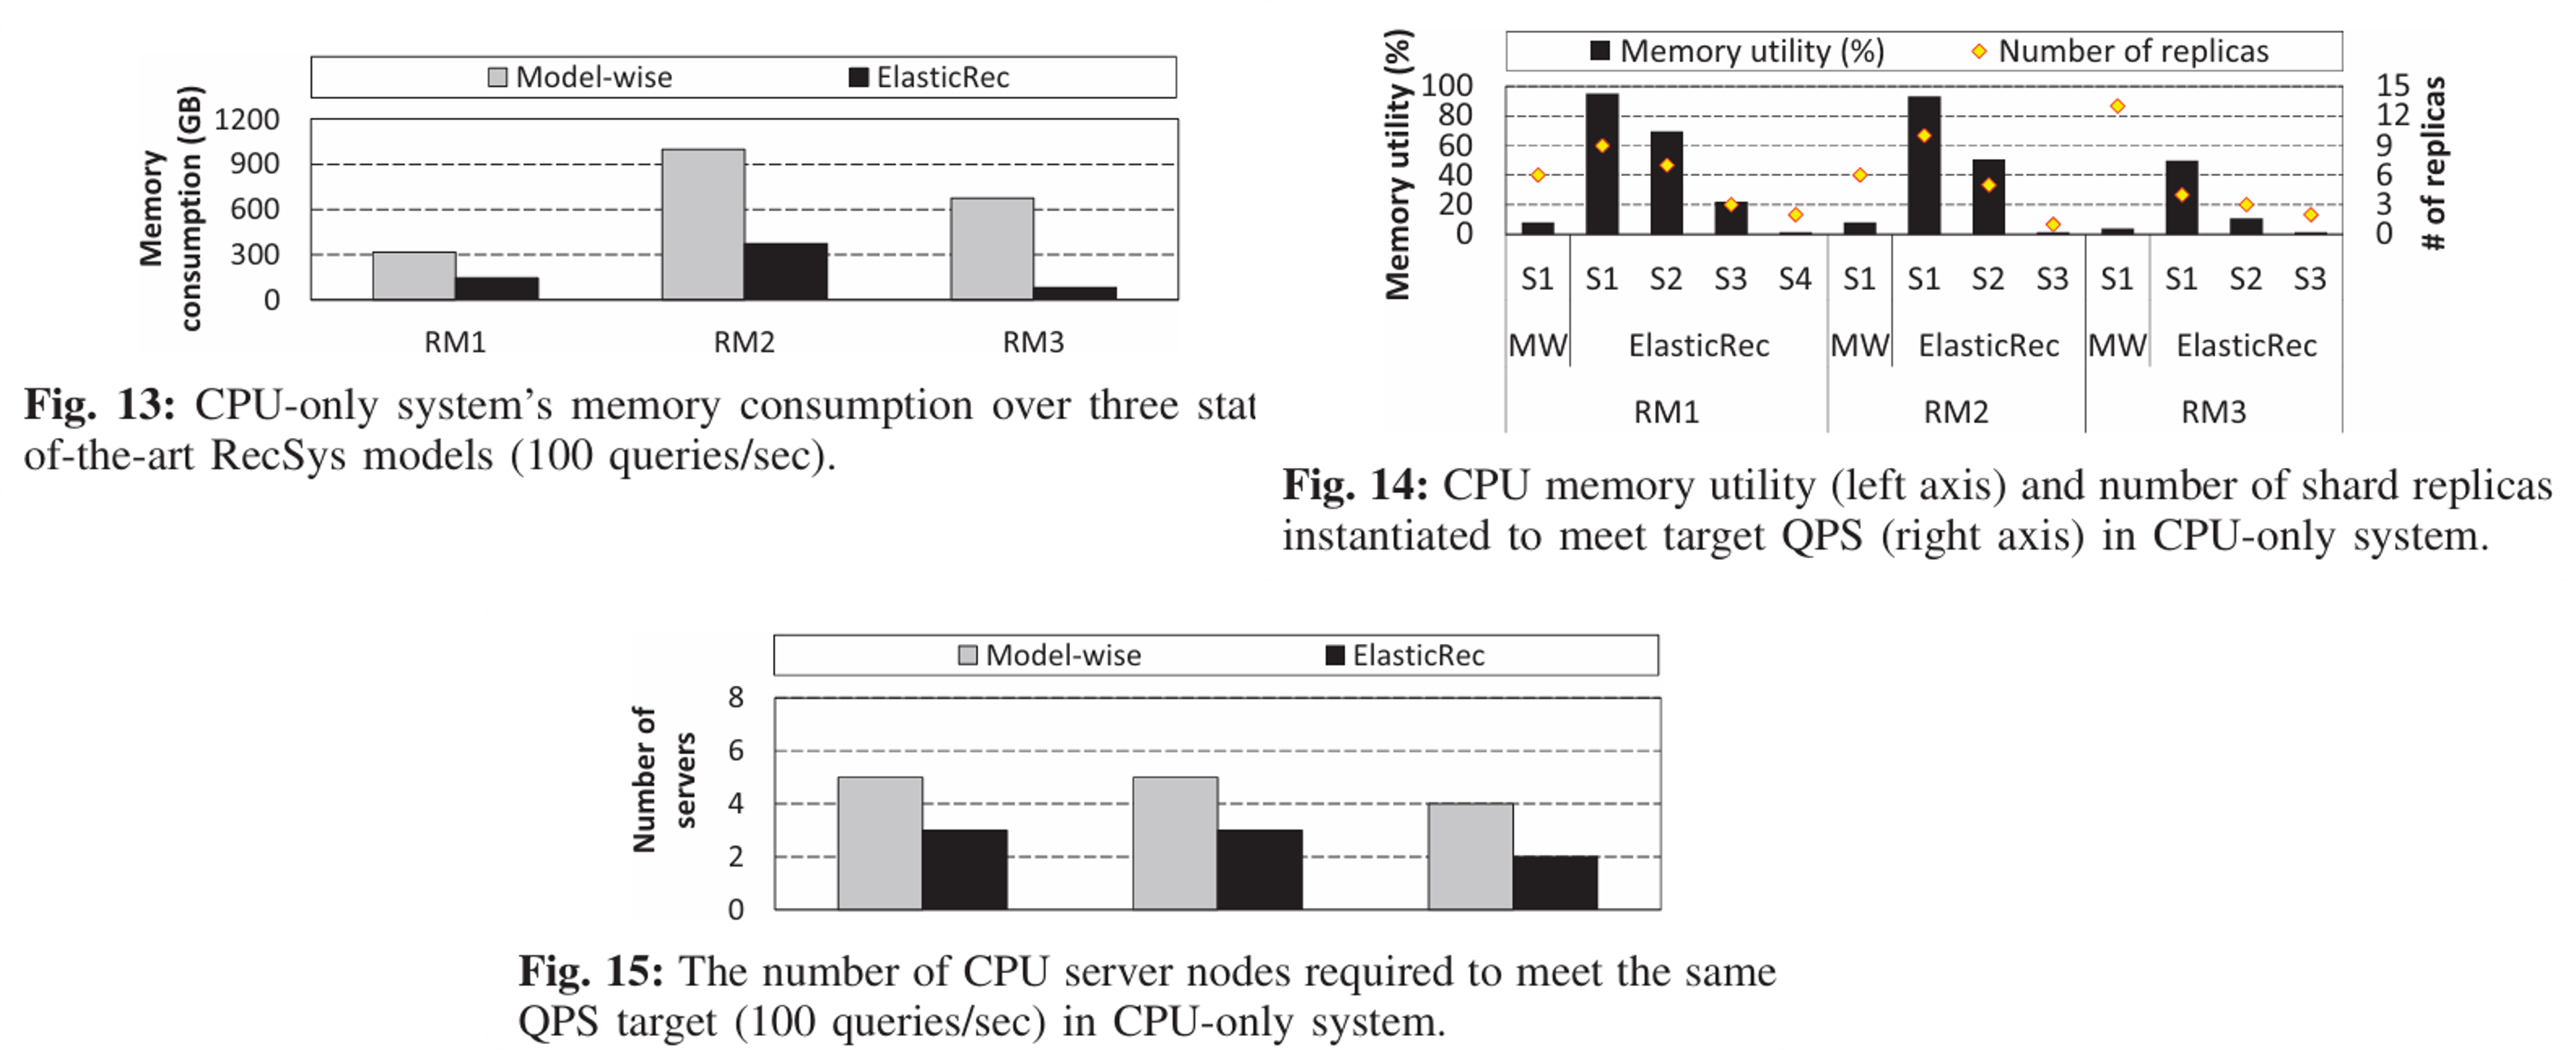 Model-wise ElasticRec
Memory
consumption (GB)
1200
900
600
300
0
RM1 RM2 RM3
Fig. 13: CPU-only system's memory consumption over three stat
of-the-art RecSys models (100 queries/sec).
Memory utility (%) Number of replicas
Memory utility (%)
100
80
60
40
20
0
15
12
9
6
3
0
# of replicas
S1 S1 S2 S3 S4 S1 S1 S2 S3 S1 S1 S2 S3
MW ElasticRec MW ElasticRec MW ElasticRec
RM1 RM2 RM3
Fig. 14: CPU memory utility (left axis) and number of shard replicas
instantiated to meet target QPS (right axis) in CPU-only system.
Model-wise ElasticRec
Number of
servers
8
6
4
2
0
Fig. 15: The number of CPU server nodes required to meet the same
QPS target (100 queries/sec) in CPU-only system.